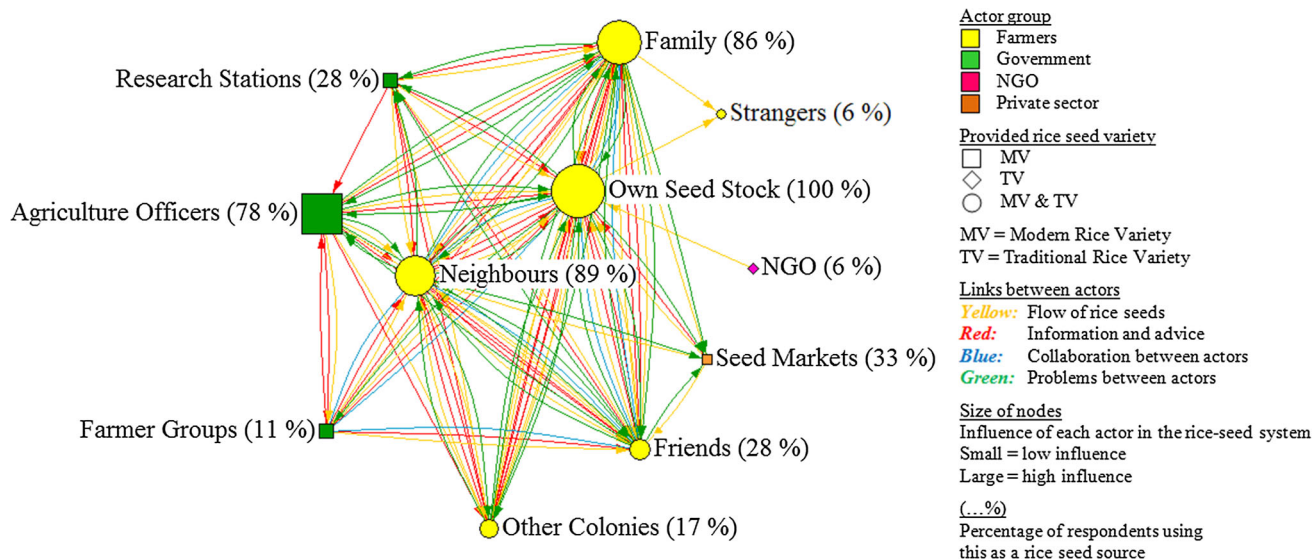 Family (86 %)
Research Stations (28 %)
Strangers (6 %)
Own Seed Stock (100 %)
Agriculture Officers (78 %)
Neighbours (89 %)
NGO (6 %)
Seed Markets (33 %)
Farmer Groups (11 %)
Friends (28 %)
Other Colonies (17 %)
Actor group
Farmers
Government
NGO
Private sector
Provided rice seed variety
MV
TV
MV & TV
MV = Modern Rice Variety
TV = Traditional Rice Variety
Links between actors
Yellow: Flow of rice seeds
Red: Information and advice
Blue: Collaboration between actors
Green: Problems between actors
Size of nodes
Influence of each actor in the rice-seed system
Small = low influence
Large = high influence
(...%)
Percentage of respondents using
this as a rice seed source